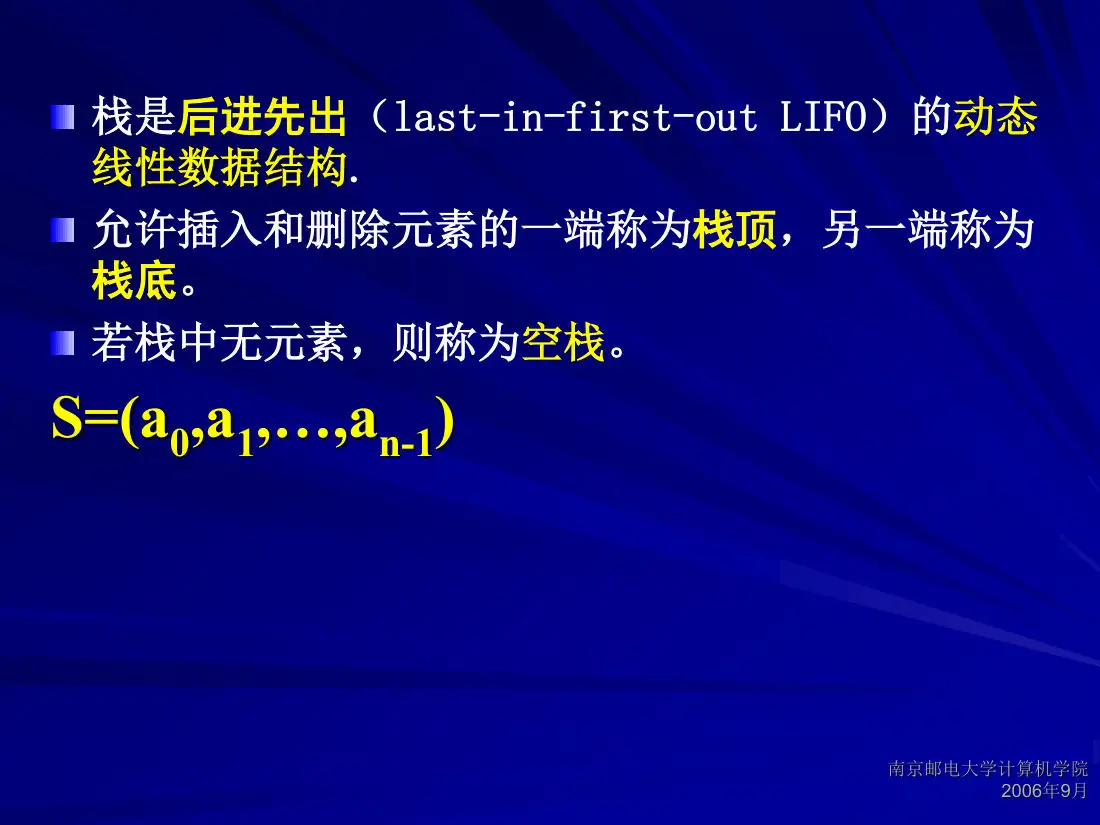 栈是后进先出（last-in-first-out LIFO）的动态
线性数据结构.
允许插入和删除元素的一端称为栈顶，另一端称为
栈底。
若栈中无元素，则称为空栈。
S=(a0,a1,…,an-1)
南京邮电大学计算机学院
2006年9月